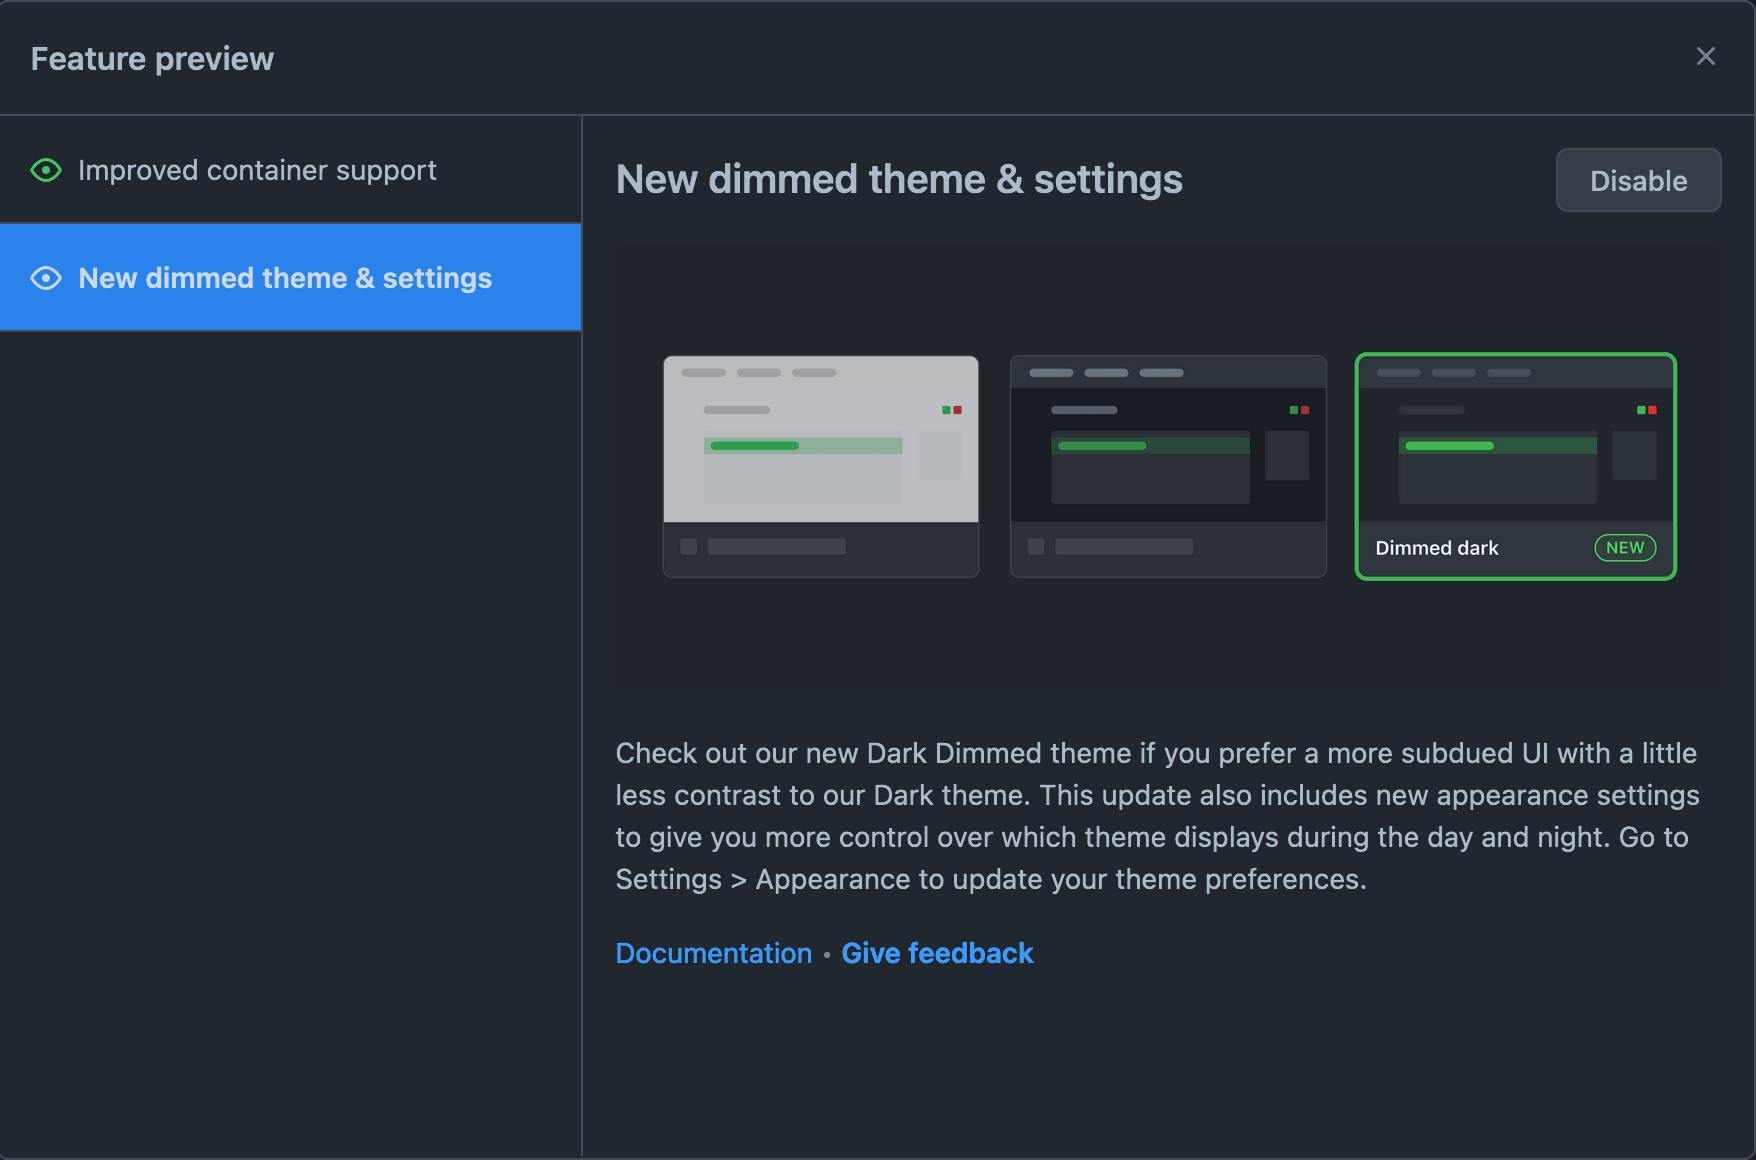 Feature preview
Improved container support
New dimmed theme & settings
New dimmed theme & settings
Disable
Dimmed dark
NEW
Check out our new Dark Dimmed theme if you prefer a more subdued UI with a little
less contrast to our Dark theme. This update also includes new appearance settings
to give you more control over which theme displays during the day and night. Go to
Settings > Appearance to update your theme preferences.
Documentation • Give feedback